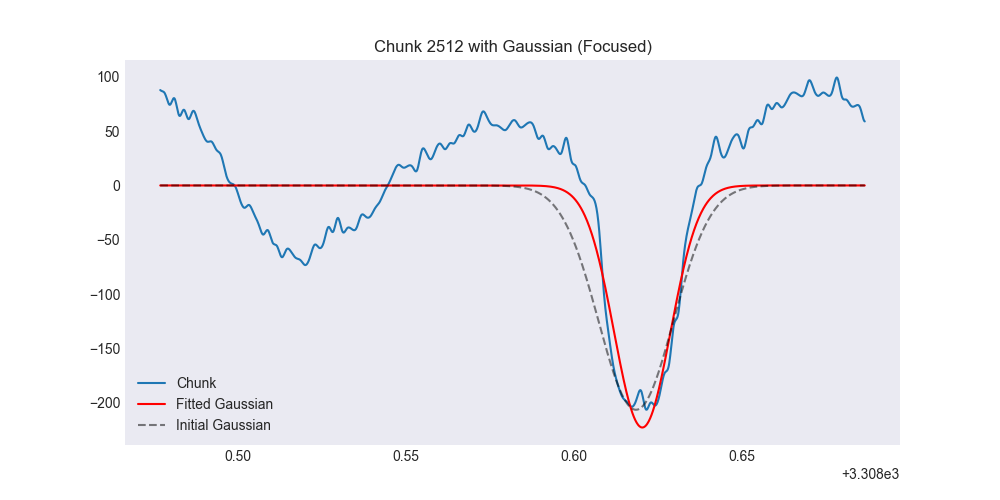 Chunk 2512 with Gaussian (Focused)
100
50
0
−50
−100
−150
−200
Chunk
Fitted Gaussian
Initial Gaussian
0.50 0.55 0.60 0.65
+3.308e3